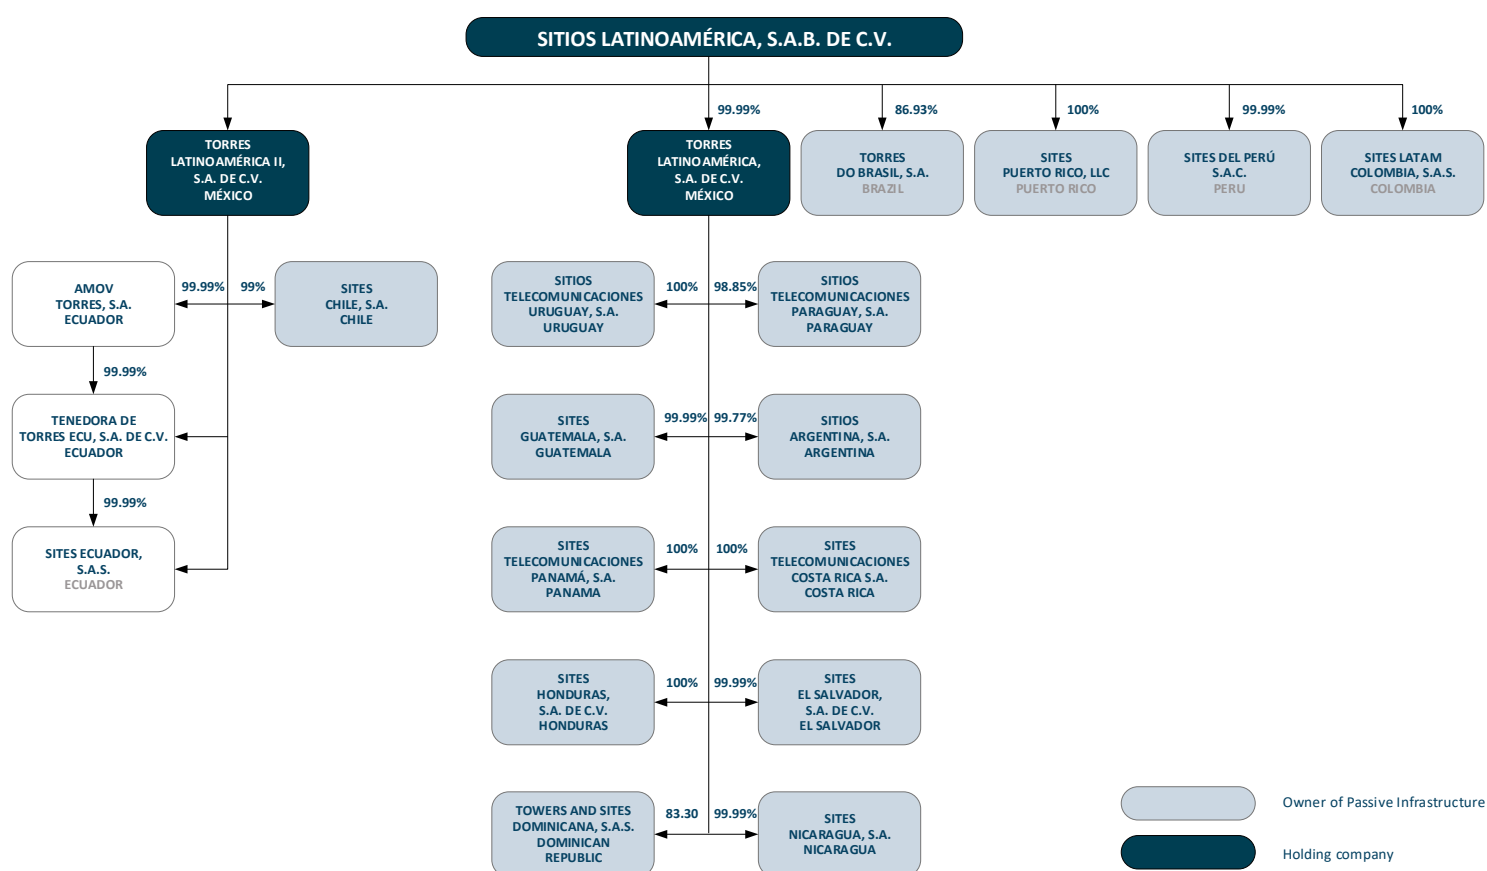 SITIOS LATINOAMÉRICA, S.A.B. DE C.V.
99.99%
86.93%
100%
99.99%
100%
TORRES
LATINOAMÉRICA II,
S.A. DE C.V.
MÉXICO
TORRES
LATINOAMÉRICA,
S.A. DE C.V.
MÉXICO
TORRES
DO BRASIL, S.A.
BRAZIL
SITES
PUERTO RICO, LLC
PUERTO RICO
SITES DEL PERÚ
S.A.C.
PERU
SITES LATAM
COLOMBIA, S.A.S.
COLOMBIA
AMOV
TORRES, S.A.
ECUADOR
99.99%
99%
SITES
CHILE, S.A.
CHILE
SITIOS
TELECOMUNICACIONES
URUGUAY, S.A.
URUGUAY
100%
98.85%
SITIOS
TELECOMUNICACIONES
PARAGUAY, S.A.
PARAGUAY
99.99%
TENEDORA DE
TORRES ECU, S.A. DE C.V.
ECUADOR
SITES
GUATEMALA, S.A.
GUATEMALA
99.99%
99.77%
SITIOS
ARGENTINA, S.A.
ARGENTINA
99.99%
SITES ECUADOR,
S.A.S.
ECUADOR
SITES
TELECOMUNICACIONES
PANAMÁ, S.A.
PANAMA
100%
100%
SITES
TELECOMUNICACIONES
COSTA RICA S.A.
COSTA RICA
SITES
HONDURAS,
S.A. DE C.V.
HONDURAS
100%
99.99%
SITES
EL SALVADOR,
S.A. DE C.V.
EL SALVADOR
TOWERS AND SITES
DOMINICANA, S.A.S.
DOMINICAN
REPUBLIC
83.30
99.99%
SITES
NICARAGUA, S.A.
NICARAGUA
Owner of Passive Infrastructure
Holding company